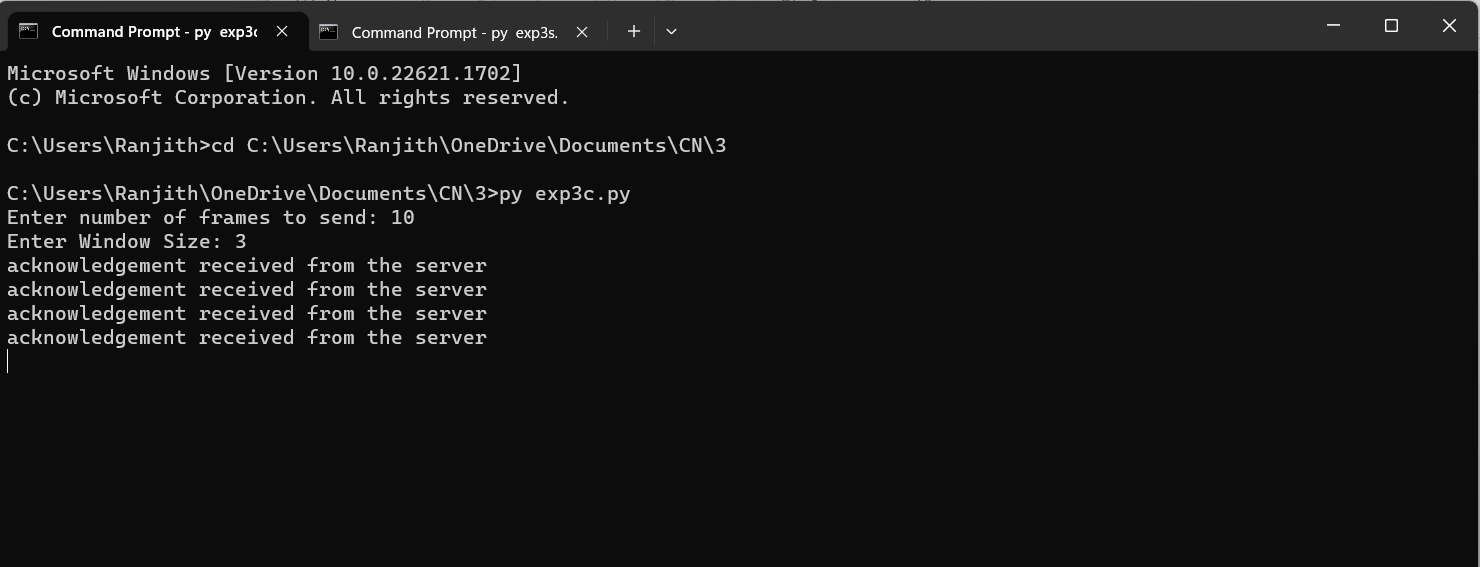 Command Prompt - py exp3c
Command Prompt - py exp3s.
Microsoft Windows [Version 10.0.22621.1702]
(c) Microsoft Corporation. All rights reserved.
C:\Users\Ranjith>cd C:\Users\Ranjith\OneDrive\Documents\CN\3
C:\Users\Ranjith\OneDrive\Documents\CN\3>py exp3c.py
Enter number of frames to send: 10
Enter Window Size: 3
acknowledgement received from the server
acknowledgement received from the server
acknowledgement received from the server
acknowledgement received from the server